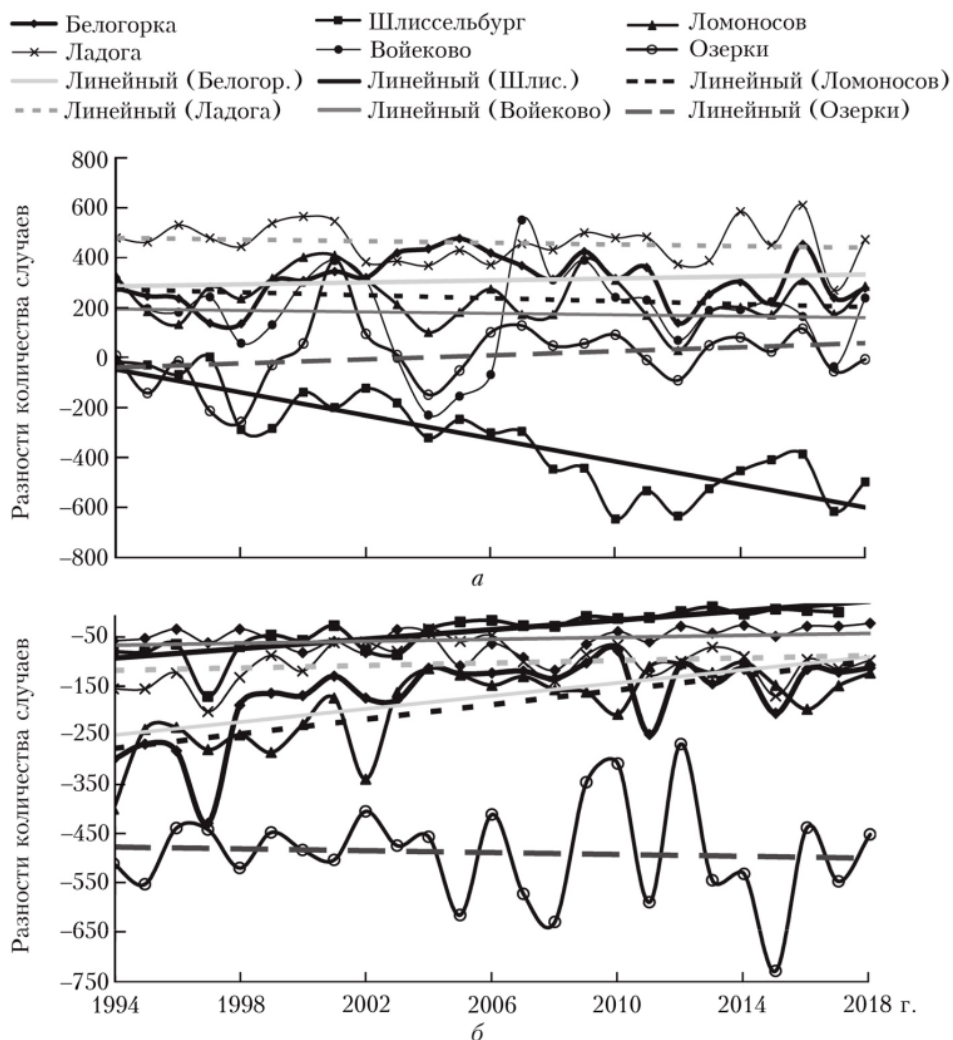 Белогорка Шлиссельбург Ломоносов
Ладога Войеково Озерки
Линейный (Белогор.) Линейный (Шлис.) Линейный (Ломоносов)
Линейный (Ладога) Линейный (Войеково) Линейный (Озерки)
Разности количества случаев
800
600
400
200
0
–200
–400
–600
–800
а
Разности количества случаев
–50
–150
–250
–350
–450
–550
–650
–750
1994 1998 2002 2006 2010 2014 2018 г.
б